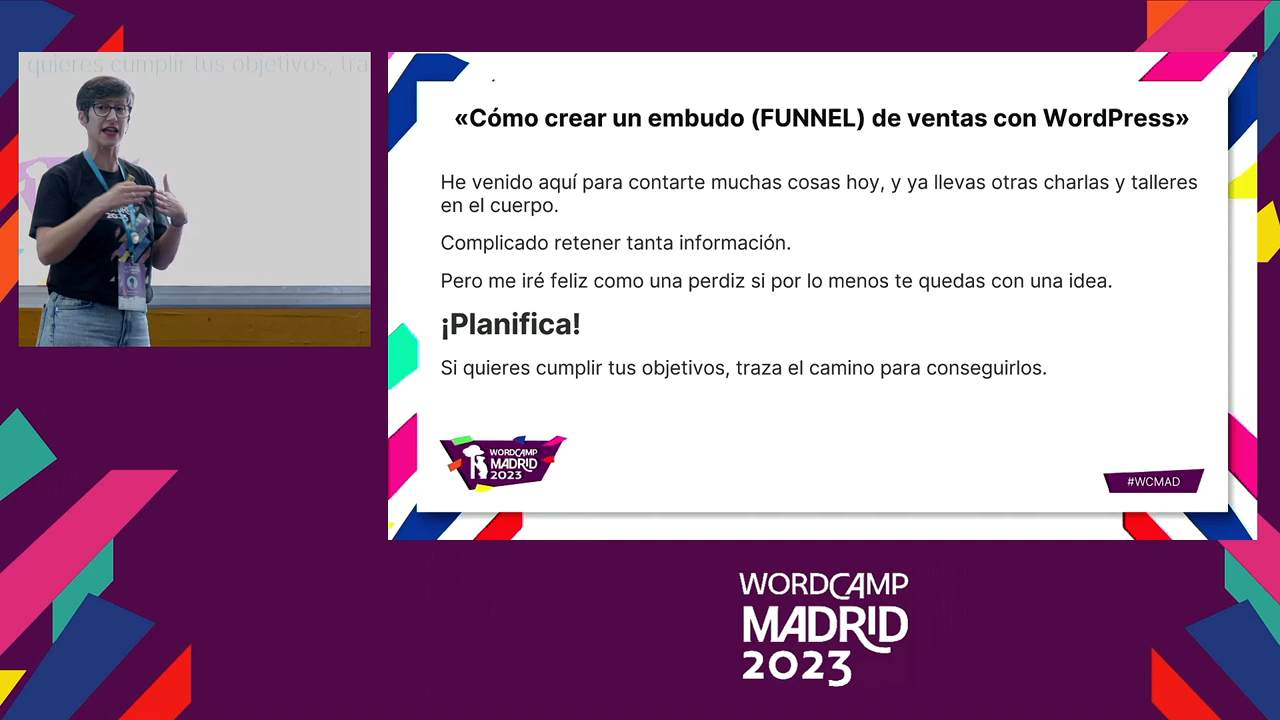 quieres cumplir tus objetivos, tra
«Cómo crear un embudo (FUNNEL) de ventas con WordPress»
He venido aquí para contarte muchas cosas hoy, y ya llevas otras charlas y talleres
en el cuerpo.
Complicado retener tanta información.
Pero me iré feliz como una perdiz si por lo menos te quedas con una idea.
¡Planifica!
Si quieres cumplir tus objetivos, traza el camino para conseguirlos.
WORDCAMP
MADRID
2023
#WCMAD
WORDCAMP
MADRID
2023